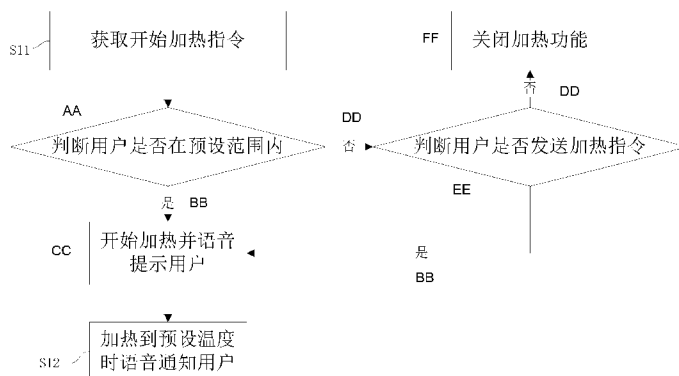 获取开始加热指令
S11
FF
关闭加热功能
AA
判断用户是否在预设范围内
DD
否
否
DD
判断用户是否发送加热指令
EE
是 BB
CC
开始加热并语音
提示用户
是
BB
加热到预设温度
时语音通知用户
S12